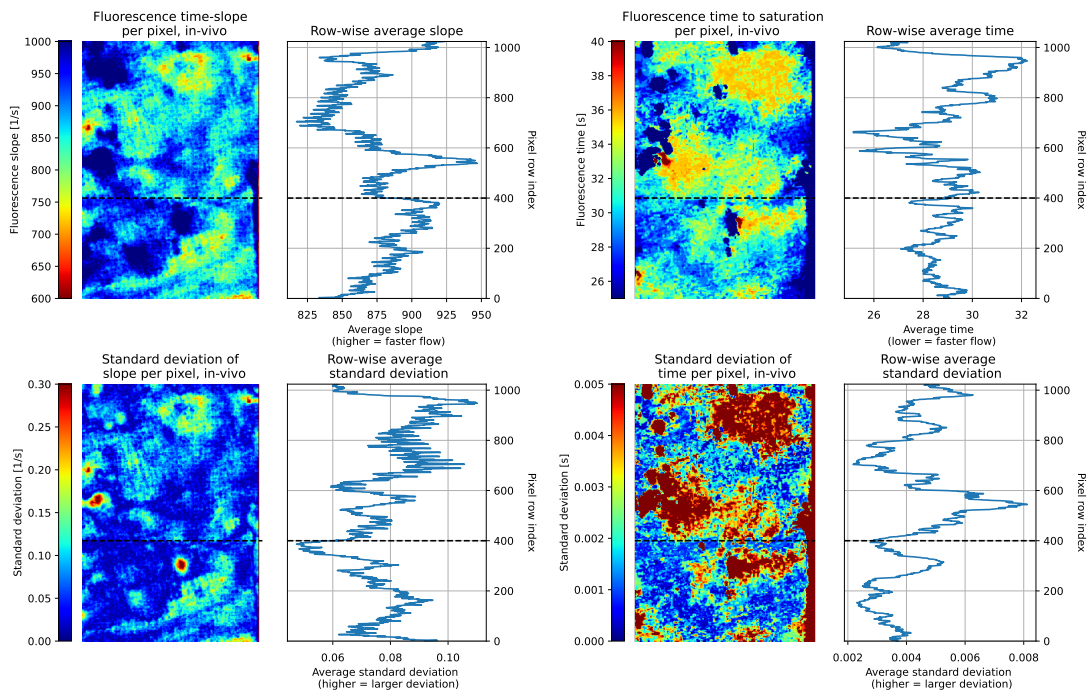 Fluorescence time-slope
per pixel, in-vivo
Row-wise average slope
1000
950
900
850
800
750
700
650
600
Fluorescence slope [1/s]
1000
800
600
400
200
0
Pixel row index
825
850
875
900
925
950
Average slope
(higher = faster flow)
Fluorescence time to saturation
per pixel, in-vivo
Row-wise average time
40
38
36
34
32
30
28
26
Fluorescence time [s]
1000
800
600
400
200
0
Pixel row index
26
28
30
32
Average time
(lower = faster flow)
Standard deviation of
slope per pixel, in-vivo
Row-wise average
standard deviation
0.30
0.25
0.20
0.15
0.10
0.05
0.00
Standard deviation [1/s]
1000
800
600
400
200
0
Pixel row index
0.06
0.08
0.10
Average standard deviation
(higher = larger deviation)
Standard deviation of
time per pixel, in-vivo
Row-wise average
standard deviation
0.005
0.004
0.003
0.002
0.001
0.000
Standard deviation [s]
1000
800
600
400
200
0
Pixel row index
0.002
0.004
0.006
0.008
Average standard deviation
(higher = larger deviation)